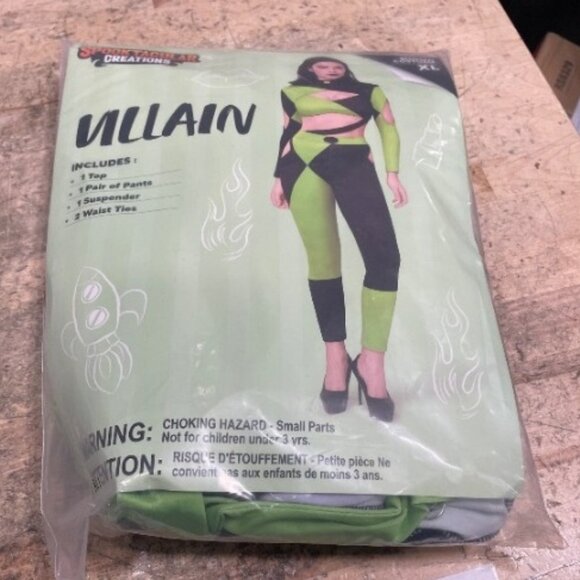 SPOOKTACULAR
CREATIONS
XL
VILLAIN
INCLUDES :
• 1 Top
• 1 Pair of Pants
• 1 Suspender
• 2 Waist Ties
WARNING: CHOKING HAZARD - Small Parts
Not for children under 3 yrs.
ATTENTION: RISQUE D'ÉTOUFFEMENT - Petite pièce Ne
convient pas aux enfants de moins 3 ans.